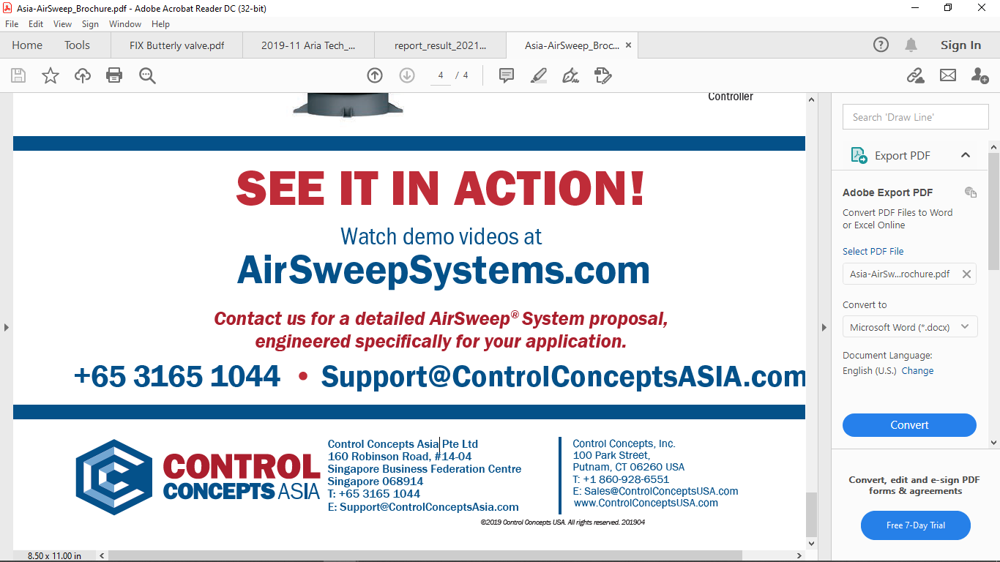 Asia-AirSweep_Brochure.pdf - Adobe Acrobat Reader DC (32-bit)
File Edit View Sign Window Help
Home Tools FIX Butterly valve.pdf 2019-11 Aria Tech_... report_result_2021... Asia-AirSweep_Broc... × Sign In
4 / 4
Controller
SEE IT IN ACTION!
Watch demo videos at
AirSweepSystems.com
Contact us for a detailed AirSweep® System proposal,
engineered specifically for your application.
+65 3165 1044 • Support@ControlConceptsASIA.com
CONTROL
CONCEPTS ASIA
Control Concepts Asia Pte Ltd
160 Robinson Road, #14-04
Singapore Business Federation Centre
Singapore 068914
T: +65 3165 1044
E: Support@ControlConceptsAsia.com
Control Concepts, Inc.
100 Park Street,
Putnam, CT 06260 USA
T: +1 860-928-6551
E: Sales@ControlConceptsUSA.com
www.ControlConceptsUSA.com
©2019 Control Concepts USA. All rights reserved. 201904
8.50 x 11.00 in
Search 'Draw Line'
Export PDF
Adobe Export PDF
Convert PDF Files to Word
or Excel Online
Select PDF File
Asia-AirSw...rochure.pdf
Convert to
Microsoft Word (*.docx)
Document Language:
English (U.S.) Change
Convert
Convert, edit and e-sign PDF
forms & agreements
Free 7-Day Trial